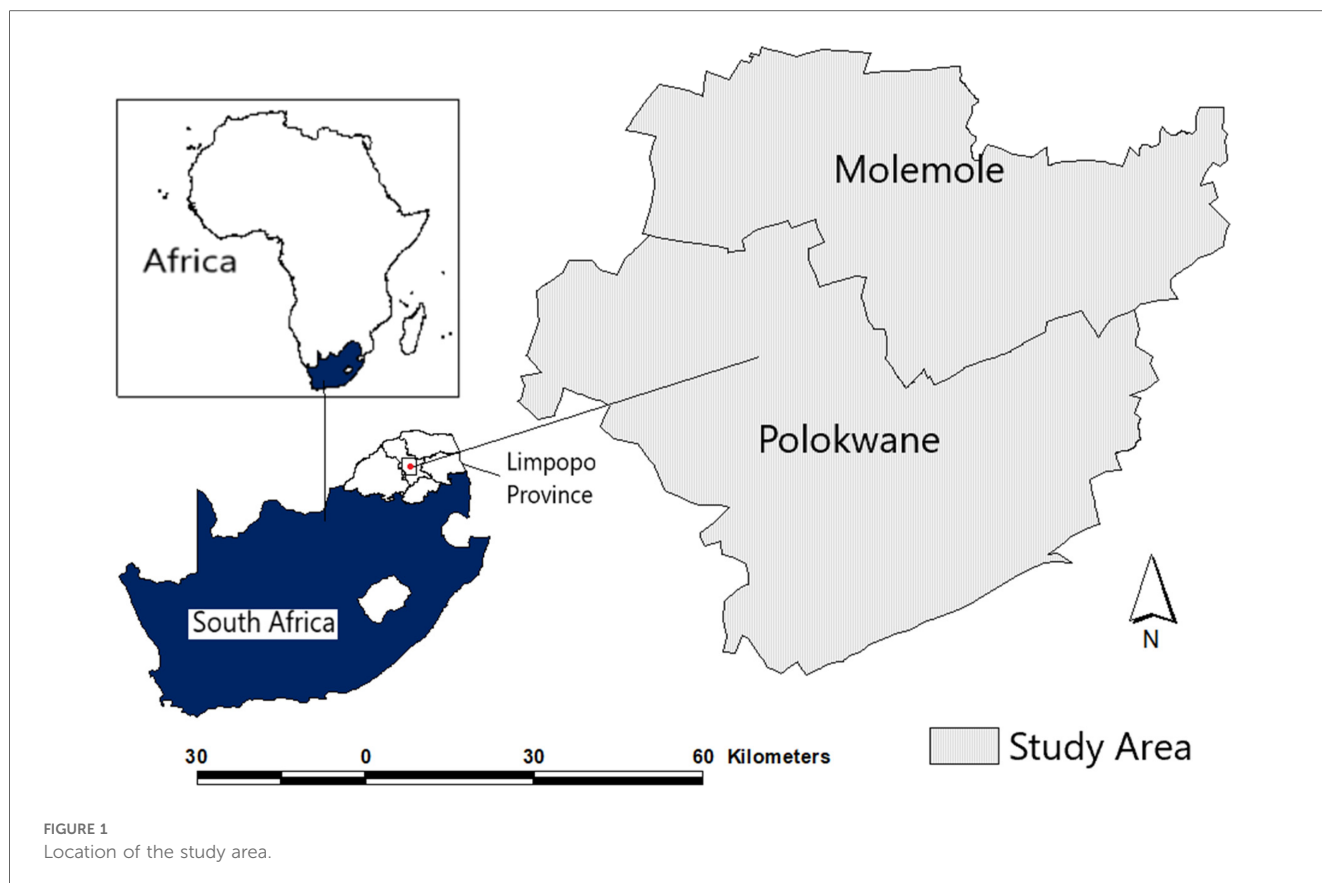 Africa
Molemole
Polokwane
Limpopo
Province
South Africa
N
Study Area
30 0 30 60 Kilometers
FIGURE 1
Location of the study area.